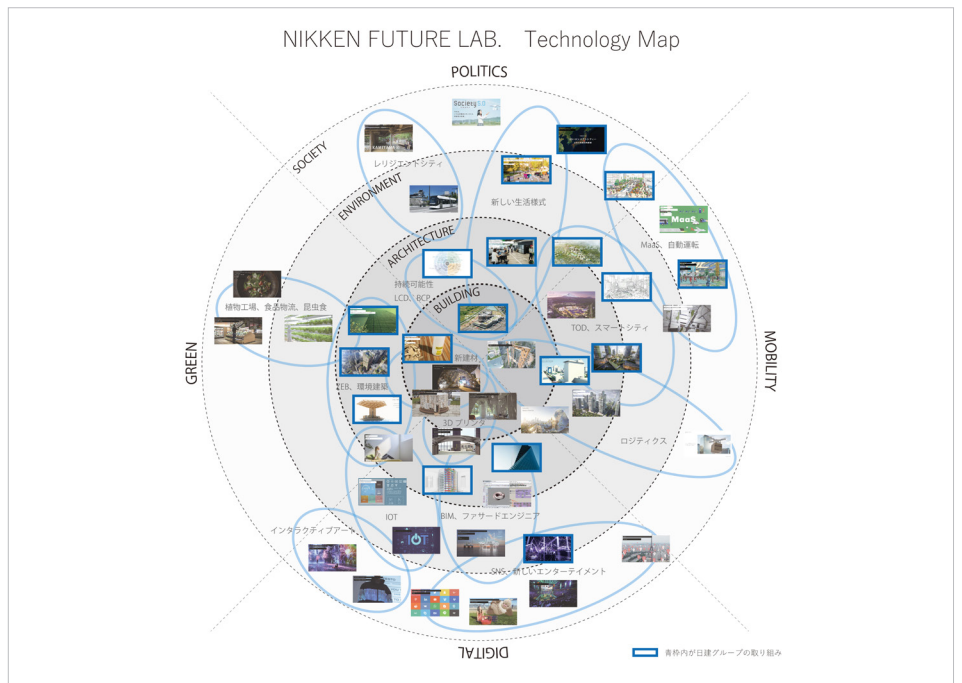 NIKKEN FUTURE LAB. Technology Map
POLITICS
Society 5.0
SOCIETY
レリジエントシティ
ENVIRONMENT
新しい生活様式
MaaS
MaaS、自動運転
ARCHITECTURE
持続可能性
LCD、BCP
BUILDING
植物工場、食品物流、昆虫食
TOD、スマートシティ
GREEN
MOBILITY
新建材
ZEB、環境建築
3D プリンタ
ロジティクス
IOT
BIM、ファサードエンジニア
インタラクティブアート
IOT
SNS、新しいエンターテイメント
DIGITAL
青枠内が日建グループの取り組み